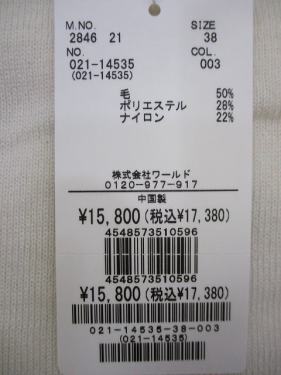 M.NO. SIZE
2846 21 38
NO. COL.
021-14535 003
(021-14535)
毛 50%
ポリエステル 28%
ナイロン 22%
株式会社ワールド
0120-977-917
中国製
¥15,800(税込¥17,380)
4548573510596
4548573510596
¥15,800(税込¥17,380)
021-14535-38-003
(021-14535)